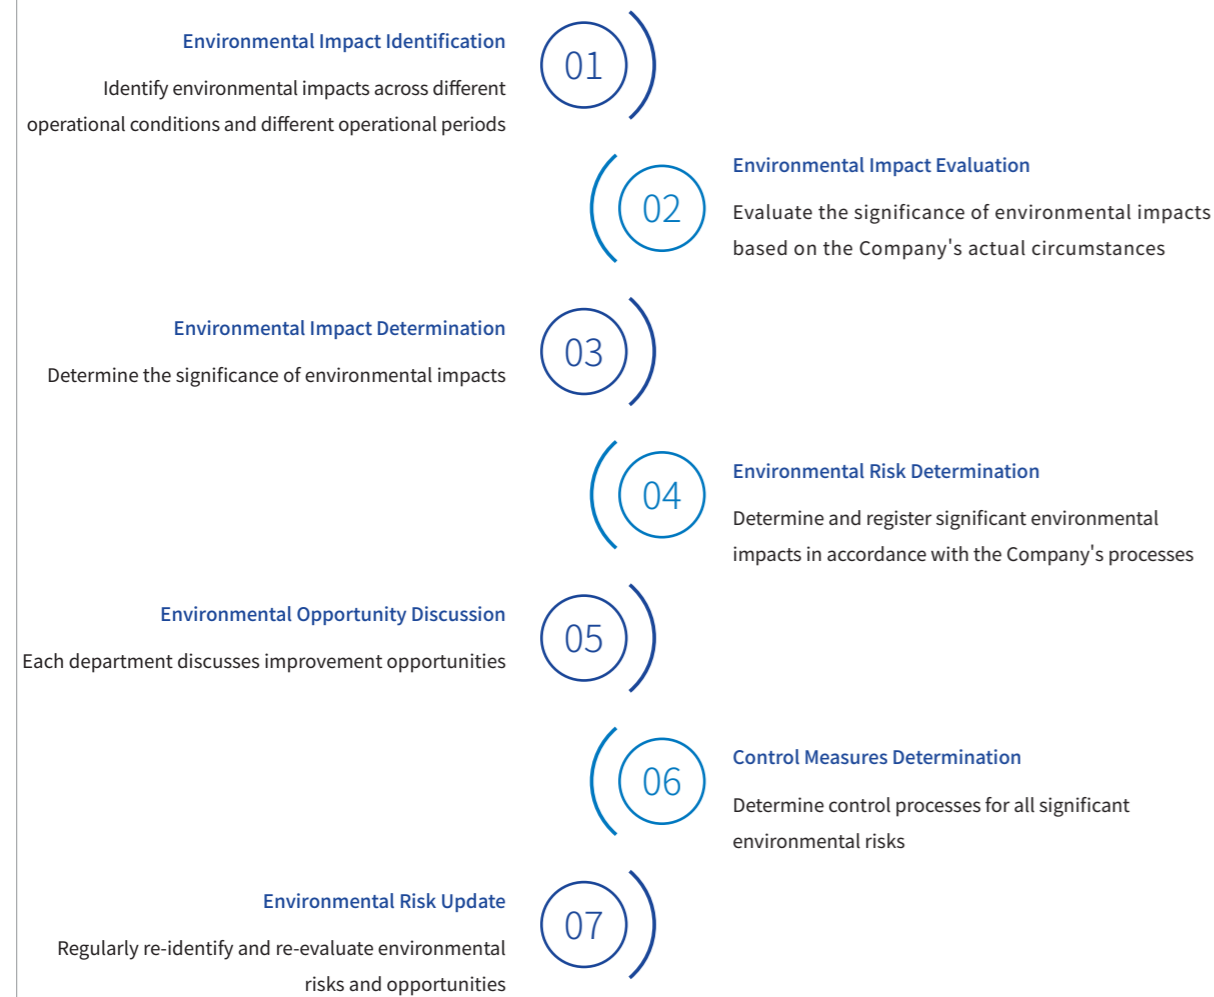 Environmental Impact Identification
01
Identify environmental impacts across different
operational conditions and different operational periods
Environmental Impact Evaluation
02
Evaluate the significance of environmental impacts
based on the Company's actual circumstances
Environmental Impact Determination
03
Determine the significance of environmental impacts
Environmental Risk Determination
04
Determine and register significant environmental
impacts in accordance with the Company's processes
Environmental Opportunity Discussion
05
Each department discusses improvement opportunities
Control Measures Determination
06
Determine control processes for all significant
environmental risks
Environmental Risk Update
07
Regularly re-identify and re-evaluate environmental
risks and opportunities